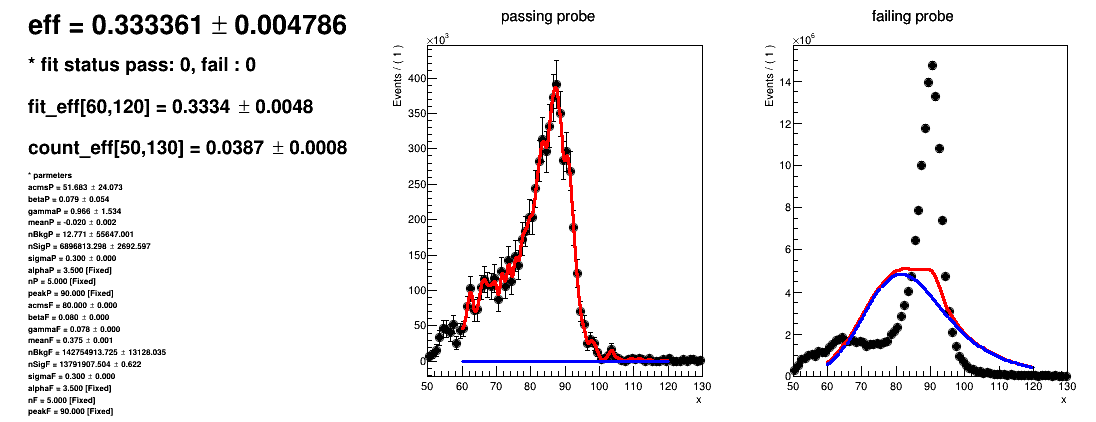 eff = 0.333361 ± 0.004786
* fit status pass: 0, fail : 0
fit_eff[60,120] = 0.3334 ± 0.0048
count_eff[50,130] = 0.0387 ± 0.0008
* parmeters
acmsP = 51.683 ± 24.073
betaP = 0.079 ± 0.054
gammaP = 0.966 ± 1.534
meanP = -0.020 ± 0.002
nBkgP = 12.771 ± 55647.001
nSigP = 6896813.298 ± 2692.597
sigmaP = 0.300 ± 0.000
alphaP = 3.500 [Fixed]
nP = 5.000 [Fixed]
peakP = 90.000 [Fixed]
acmsF = 80.000 ± 0.000
betaF = 0.080 ± 0.000
gammaF = 0.078 ± 0.000
meanF = 0.375 ± 0.001
nBkgF = 142754913.725 ± 13128.035
nSigF = 13791907.504 ± 0.622
sigmaF = 0.300 ± 0.000
alphaF = 3.500 [Fixed]
nF = 5.000 [Fixed]
peakF = 90.000 [Fixed]
passing probe
×10³
Events / ( 1 )
400
350
300
250
200
150
100
50
0
50 60 70 80 90 100 110 120 130
x
failing probe
×10⁶
Events / ( 1 )
14
12
10
8
6
4
2
0
50 60 70 80 90 100 110 120 130
x